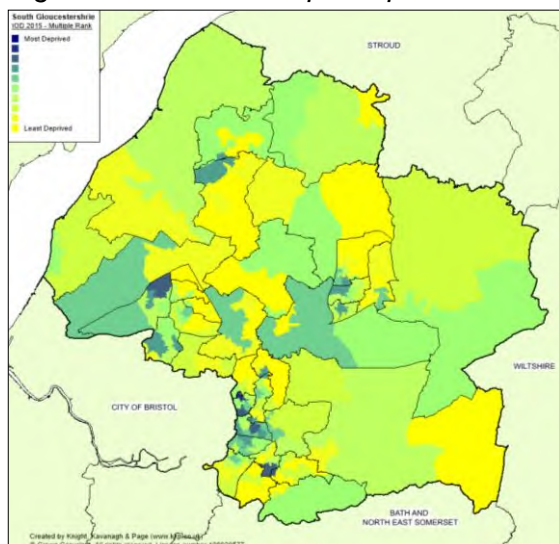 South Gloucestershrie
IOD 2015 - Multiple Rank
Most Deprived
Least Deprived
STROUD
WILTSHIRE
CITY OF BRISTOL
BATH AND
NORTH EAST SOMERSET
Created by Knight, Kavanagh & Page (www.kkp.co.uk)